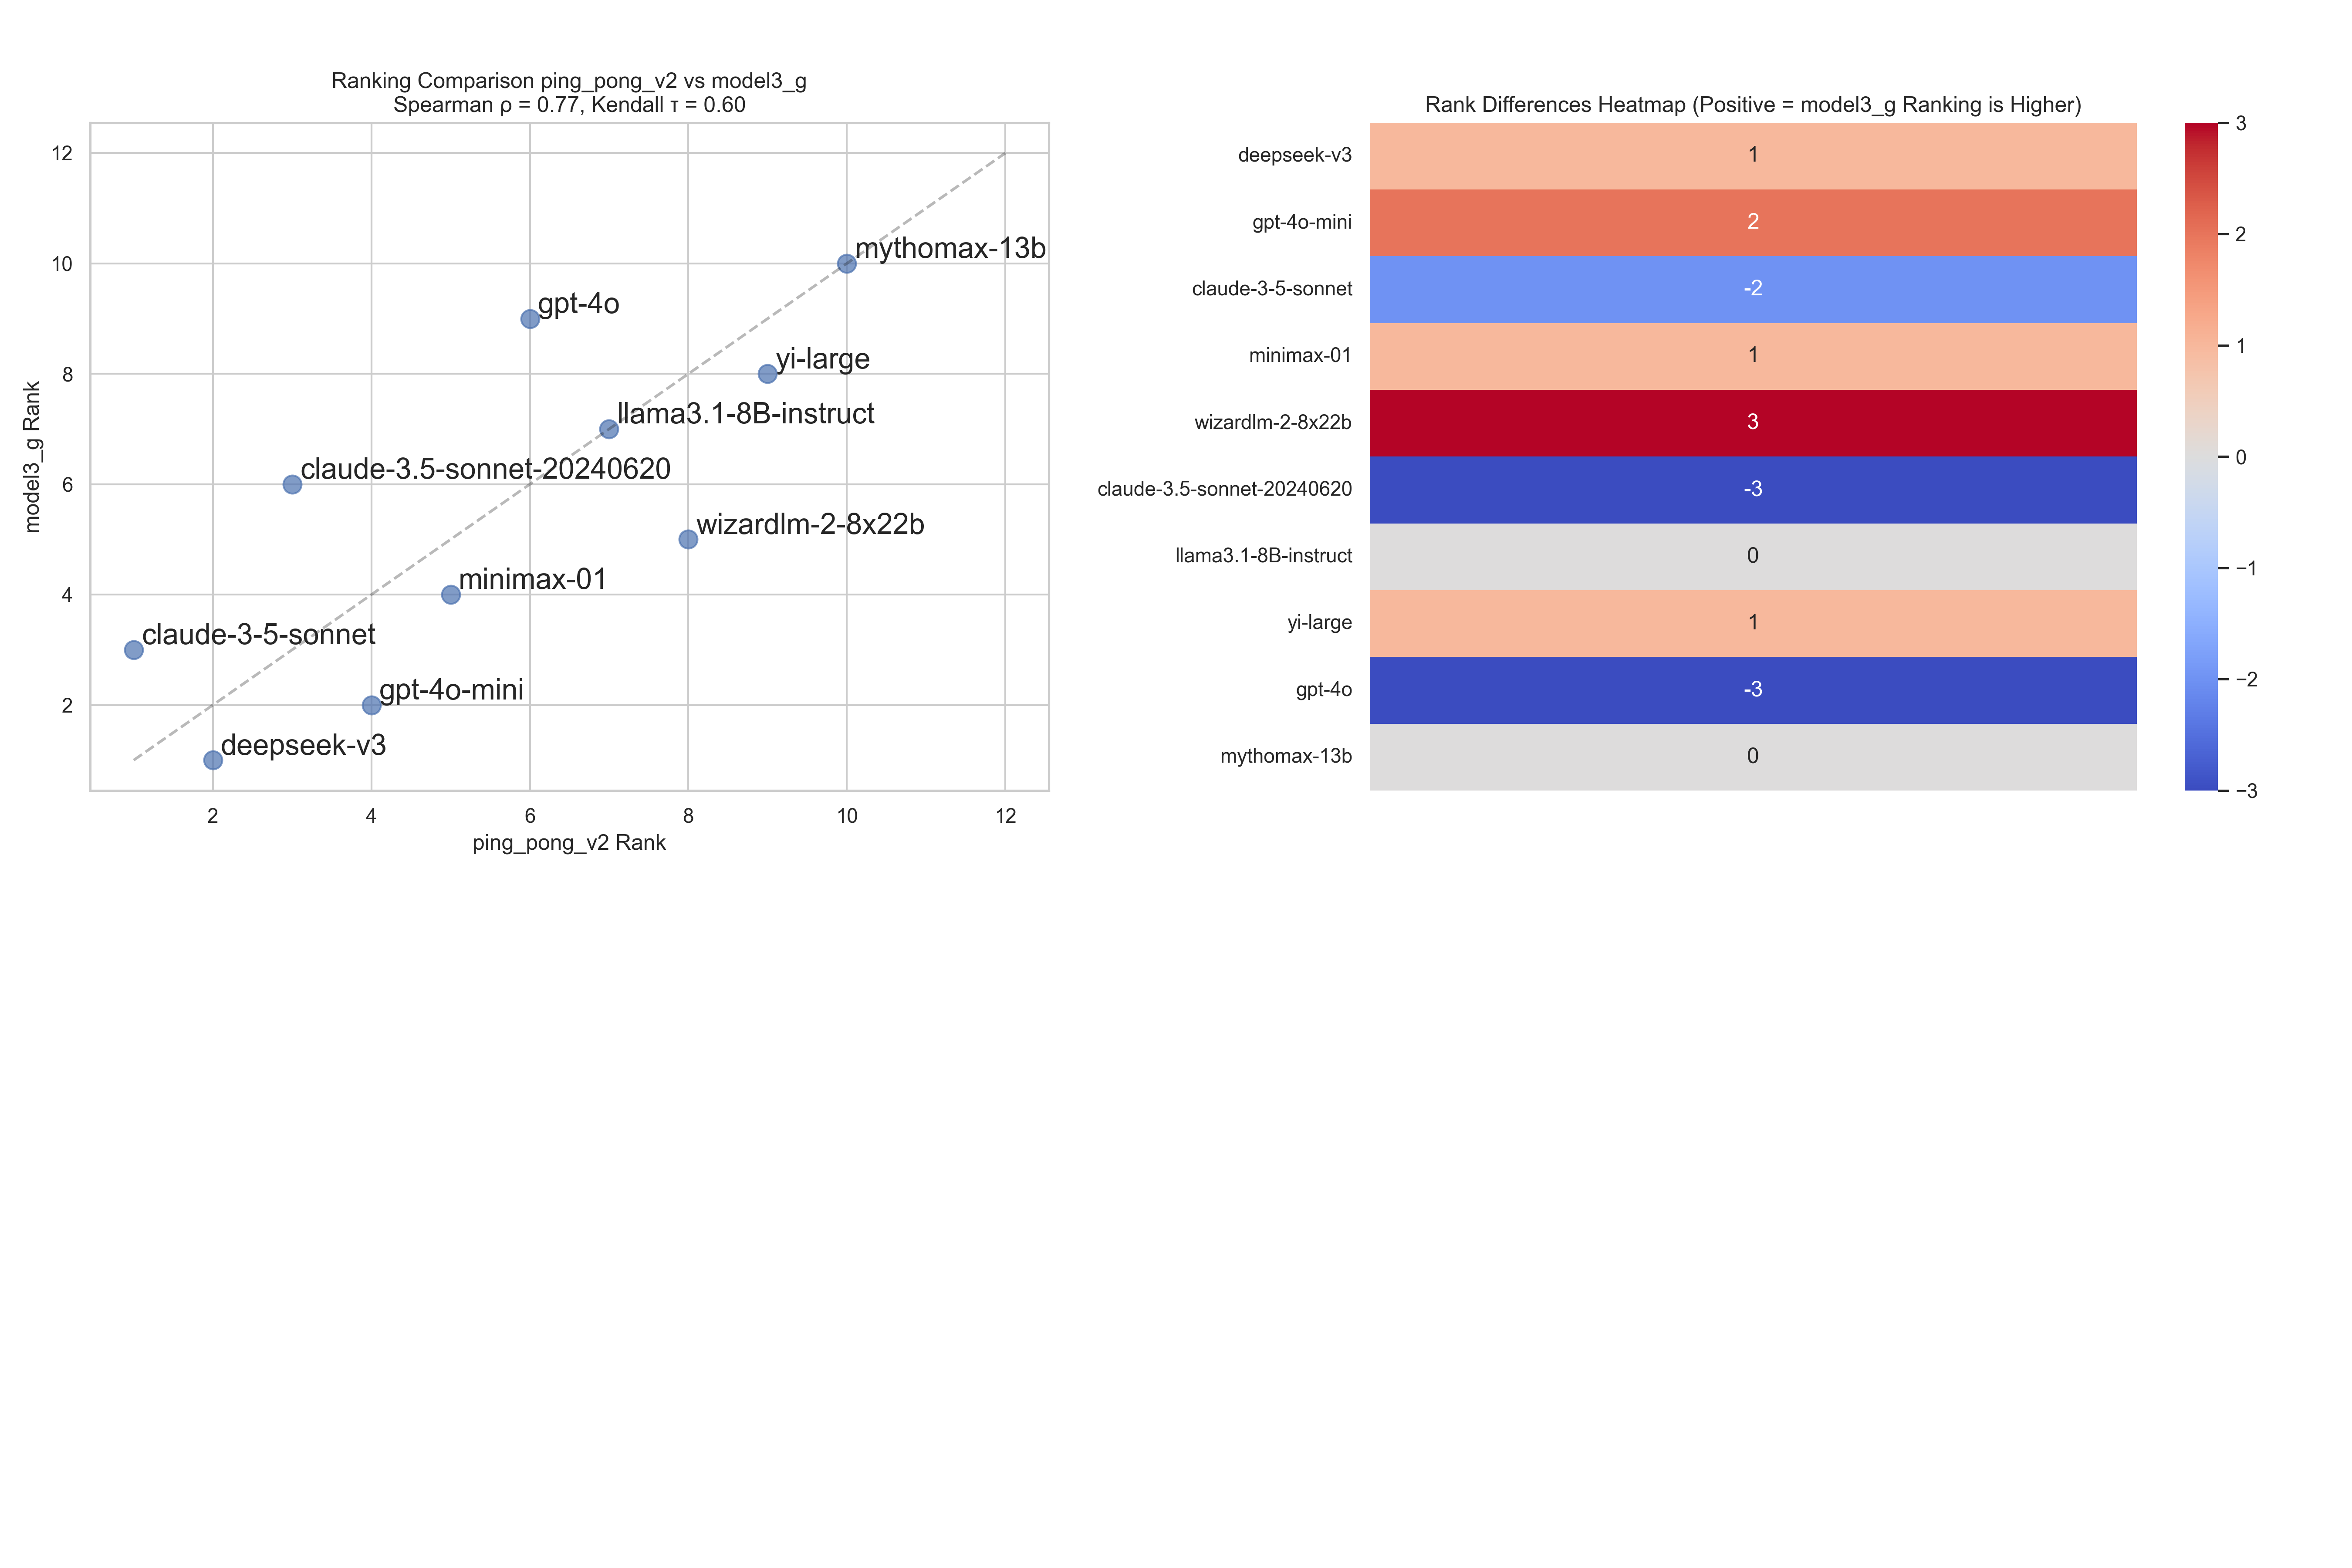 Ranking Comparison ping_pong_v2 vs model3_g
Spearman ρ = 0.77, Kendall τ = 0.60
12
10
8
6
4
2
model3_g Rank
mythomax-13b
gpt-4o
yi-large
llama3.1-8B-instruct
claude-3.5-sonnet-20240620
wizardlm-2-8x22b
minimax-01
claude-3-5-sonnet
gpt-4o-mini
deepseek-v3
2 4 6 8 10 12
ping_pong_v2 Rank
Rank Differences Heatmap (Positive = model3_g Ranking is Higher)
deepseek-v3 1
gpt-4o-mini 2
claude-3-5-sonnet -2
minimax-01 1
wizardlm-2-8x22b 3
claude-3.5-sonnet-20240620 -3
llama3.1-8B-instruct 0
yi-large 1
gpt-4o -3
mythomax-13b 0
3
2
1
0
−1
−2
−3